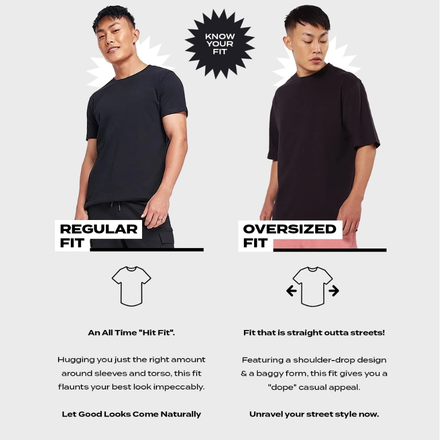 KNOW
YOUR
FIT
REGULAR
FIT
An All Time "Hit Fit".
Hugging you just the right amount
around sleeves and torso, this fit
flaunts your best look impeccably.
Let Good Looks Come Naturally
OVERSIZED
FIT
Fit that is straight outta streets!
Featuring a shoulder-drop design
& a baggy form, this fit gives you a
"dope" casual appeal.
Unravel your street style now.